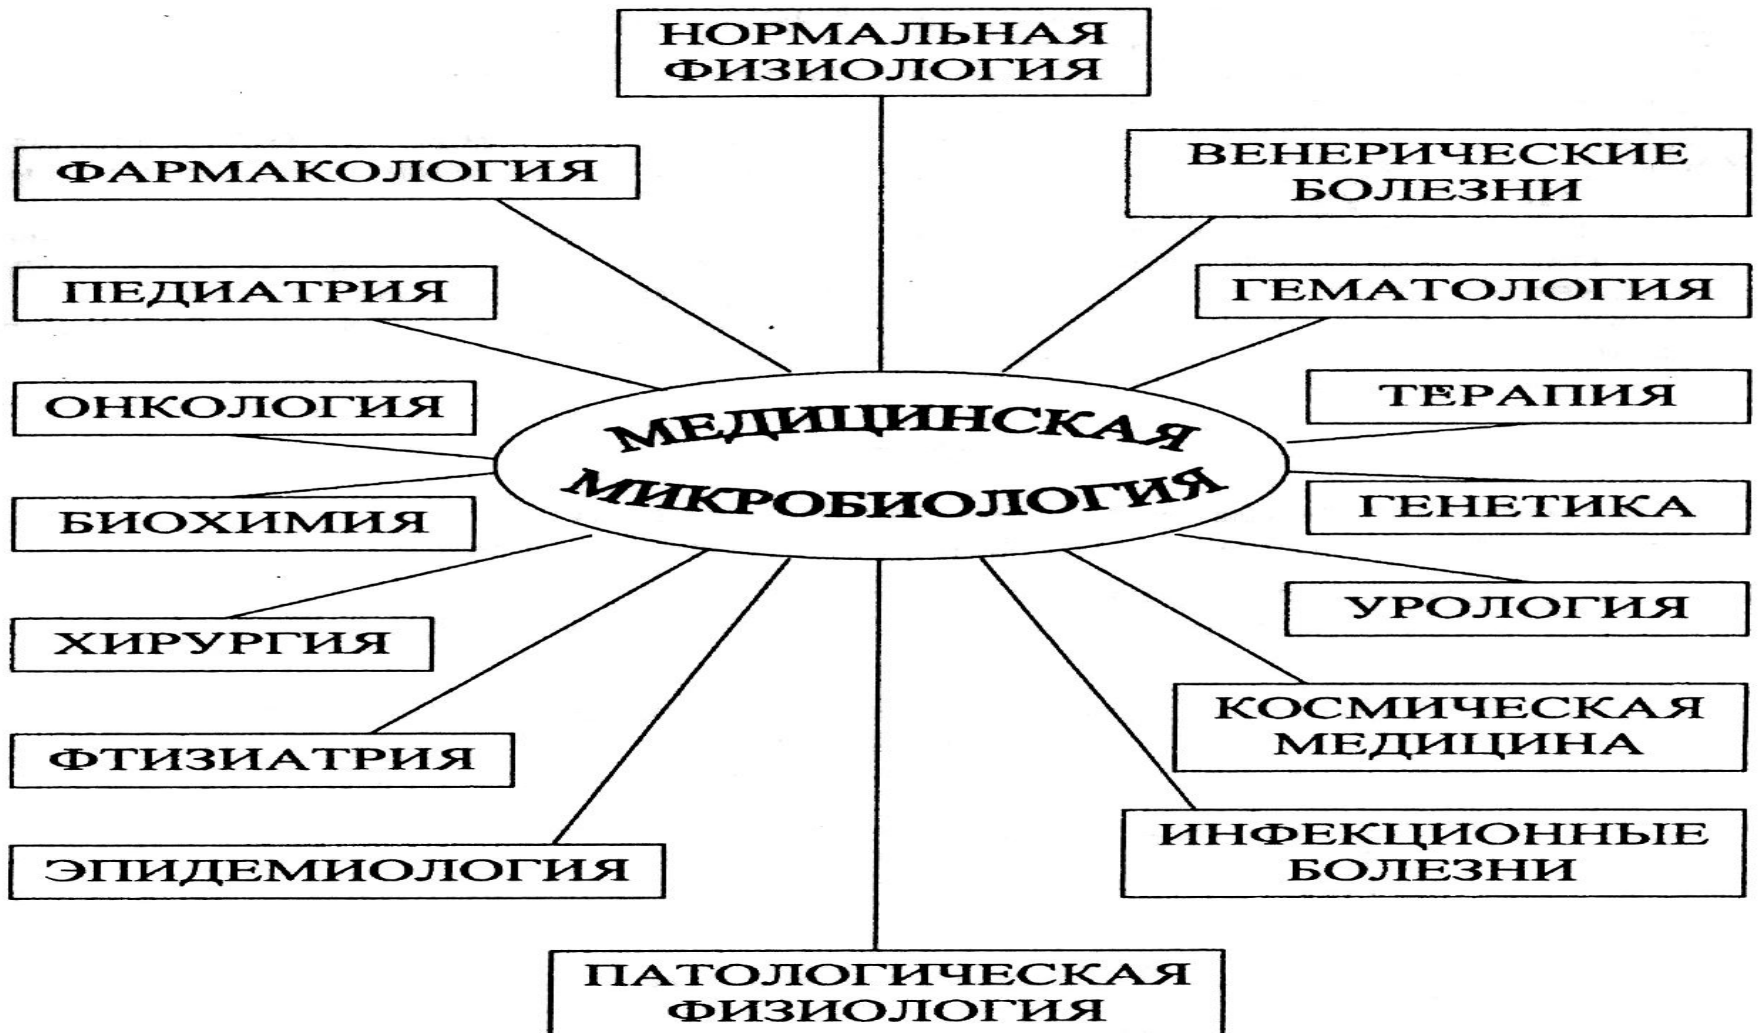 НОРМАЛЬНАЯ
ФИЗИОЛОГИЯ
ФАРМАКОЛОГИЯ
ВЕНЕРИЧЕСКИЕ
БОЛЕЗНИ
ПЕДИАТРИЯ
ГЕМАТОЛОГИЯ
ОНКОЛОГИЯ
ТЕРАПИЯ
МЕДИЦИНСКАЯ
МИКРОБИОЛОГИЯ
БИОХИМИЯ
ГЕНЕТИКА
ХИРУРГИЯ
УРОЛОГИЯ
ФТИЗИАТРИЯ
КОСМИЧЕСКАЯ
МЕДИЦИНА
ЭПИДЕМИОЛОГИЯ
ИНФЕКЦИОННЫЕ
БОЛЕЗНИ
ПАТОЛОГИЧЕСКАЯ
ФИЗИОЛОГИЯ